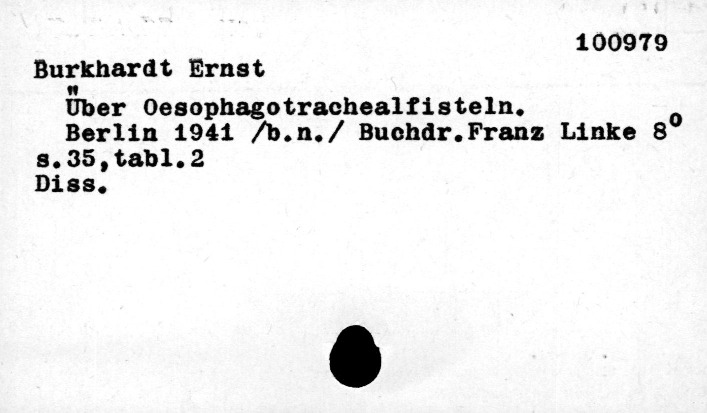 100979
Burkhardt Ernst
Über Oesophagotrachealfisteln.
Berlin 1941 /b.n./ Buchdr.Franz Linke 8°
s.35,tabl.2
Diss.